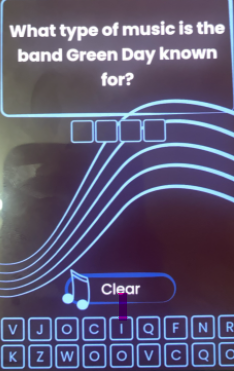 What type of music is the
band Green Day known
for?
Clear
V J O C I Q F N R
K Z W O O V C Q